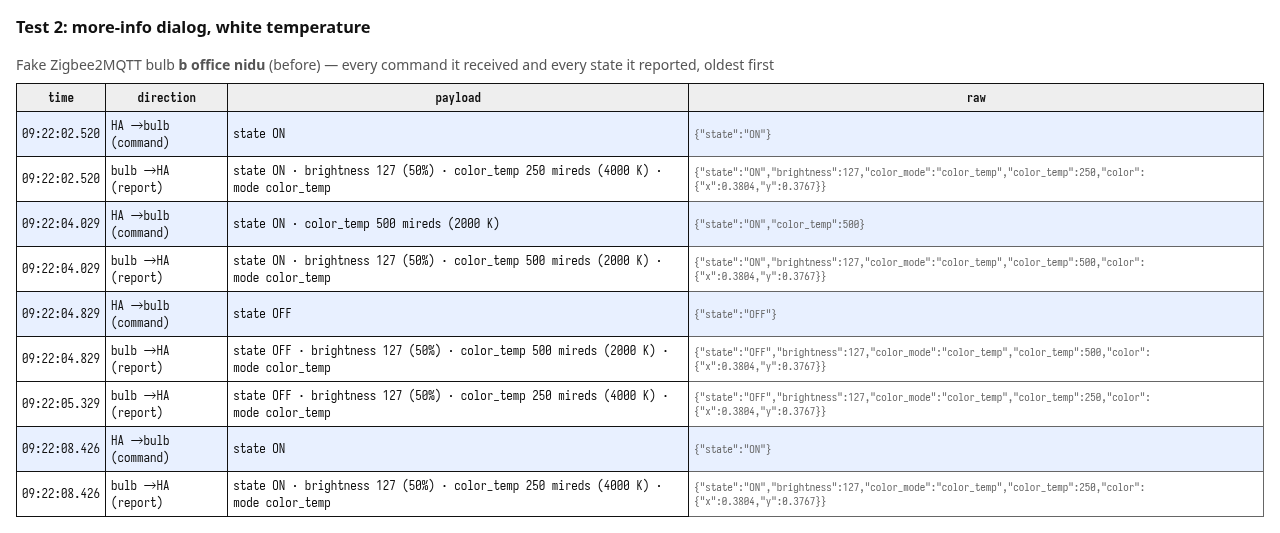 Test 2: more-info dialog, white temperature
Fake Zigbee2MQTT bulb b office nidu (before) — every command it received and every state it reported, oldest first
time direction payload raw
09:22:02.520 HA →bulb (command) state ON {"state":"ON"}
09:22:02.520 bulb →HA (report) state ON · brightness 127 (50%) · color_temp 250 mireds (4000 K) · mode color_temp {"state":"ON","brightness":127,"color_mode":"color_temp","color_temp":250,"color":{"x":0.3804,"y":0.3767}}
09:22:04.029 HA →bulb (command) state ON · color_temp 500 mireds (2000 K) {"state":"ON","color_temp":500}
09:22:04.029 bulb →HA (report) state ON · brightness 127 (50%) · color_temp 500 mireds (2000 K) · mode color_temp {"state":"ON","brightness":127,"color_mode":"color_temp","color_temp":500,"color":{"x":0.3804,"y":0.3767}}
09:22:04.829 HA →bulb (command) state OFF {"state":"OFF"}
09:22:04.829 bulb →HA (report) state OFF · brightness 127 (50%) · color_temp 500 mireds (2000 K) · mode color_temp {"state":"OFF","brightness":127,"color_mode":"color_temp","color_temp":500,"color":{"x":0.3804,"y":0.3767}}
09:22:05.329 bulb →HA (report) state OFF · brightness 127 (50%) · color_temp 250 mireds (4000 K) · mode color_temp {"state":"OFF","brightness":127,"color_mode":"color_temp","color_temp":250,"color":{"x":0.3804,"y":0.3767}}
09:22:08.426 HA →bulb (command) state ON {"state":"ON"}
09:22:08.426 bulb →HA (report) state ON · brightness 127 (50%) · color_temp 250 mireds (4000 K) · mode color_temp {"state":"ON","brightness":127,"color_mode":"color_temp","color_temp":250,"color":{"x":0.3804,"y":0.3767}}